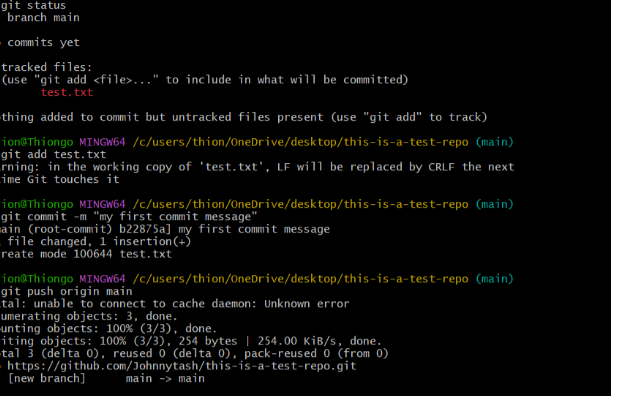 git status
branch main
commits yet
tracked files:
(use "git add <file>..." to include in what will be committed)
test.txt
thing added to commit but untracked files present (use "git add" to track)
ion@Thiongo MINGW64 /c/users/thion/OneDrive/desktop/this-is-a-test-repo (main)
git add test.txt
rning: in the working copy of 'test.txt', LF will be replaced by CRLF the next
ime Git touches it
ion@Thiongo MINGW64 /c/users/thion/OneDrive/desktop/this-is-a-test-repo (main)
git commit -m "my first commit message"
ain (root-commit) b22875a] my first commit message
file changed, 1 insertion(+)
reate mode 100644 test.txt
ion@Thiongo MINGW64 /c/users/thion/OneDrive/desktop/this-is-a-test-repo (main)
git push origin main
tal: unable to connect to cache daemon: Unknown error
umerating objects: 3, done.
ounting objects: 100% (3/3), done.
iting objects: 100% (3/3), 254 bytes | 254.00 KiB/s, done.
tal 3 (delta 0), reused 0 (delta 0), pack-reused 0 (from 0)
https://github.com/Johnnytash/this-is-a-test-repo.git
[new branch] main -> main